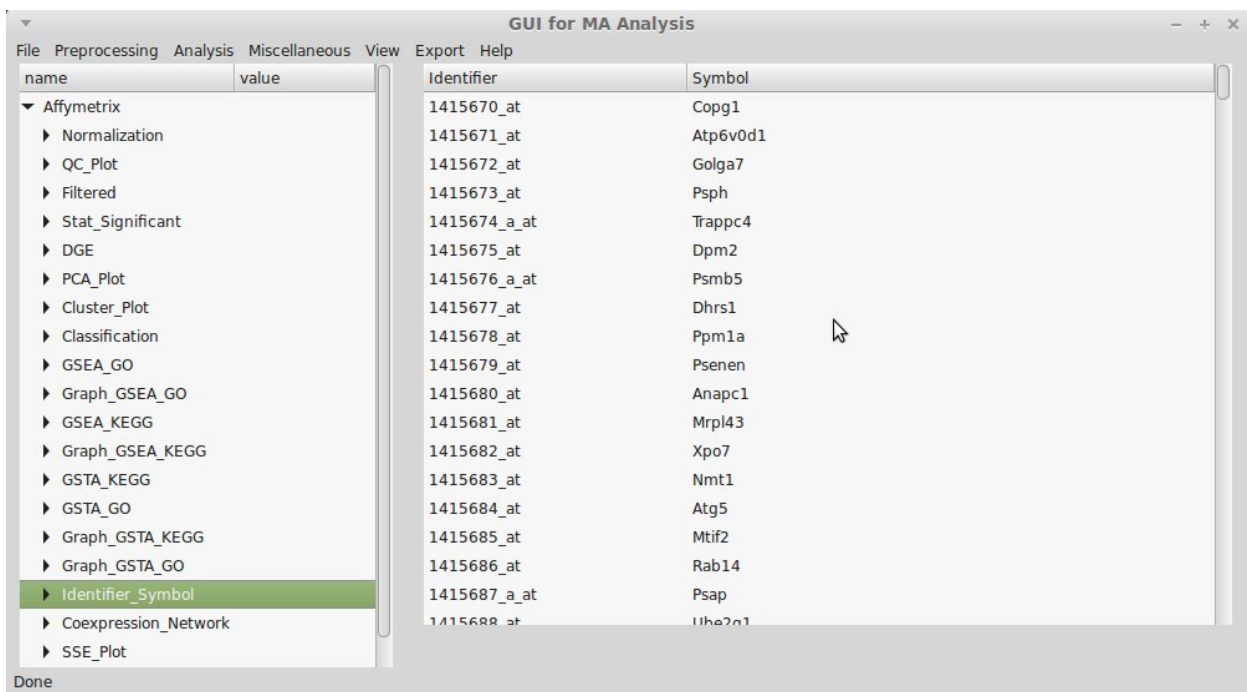 GUI for MA Analysis
File Preprocessing Analysis Miscellaneous View Export Help
name value
Affymetrix
Normalization
QC_Plot
Filtered
Stat_Significant
DGE
PCA_Plot
Cluster_Plot
Classification
GSEA_GO
Graph_GSEA_GO
GSEA_KEGG
Graph_GSEA_KEGG
GSTA_KEGG
GSTA_GO
Graph_GSTA_KEGG
Graph_GSTA_GO
Identifier_Symbol
Coexpression_Network
SSE_Plot
Identifier Symbol
1415670_at Copg1
1415671_at Atp6v0d1
1415672_at Golga7
1415673_at Psph
1415674_a_at Trappc4
1415675_at Dpm2
1415676_a_at Psmb5
1415677_at Dhrs1
1415678_at Ppm1a
1415679_at Psenen
1415680_at Anapc1
1415681_at Mrpl43
1415682_at Xpo7
1415683_at Nmt1
1415684_at Atg5
1415685_at Mtif2
1415686_at Rab14
1415687_a_at Psap
1415688_at Ube2g1
Done